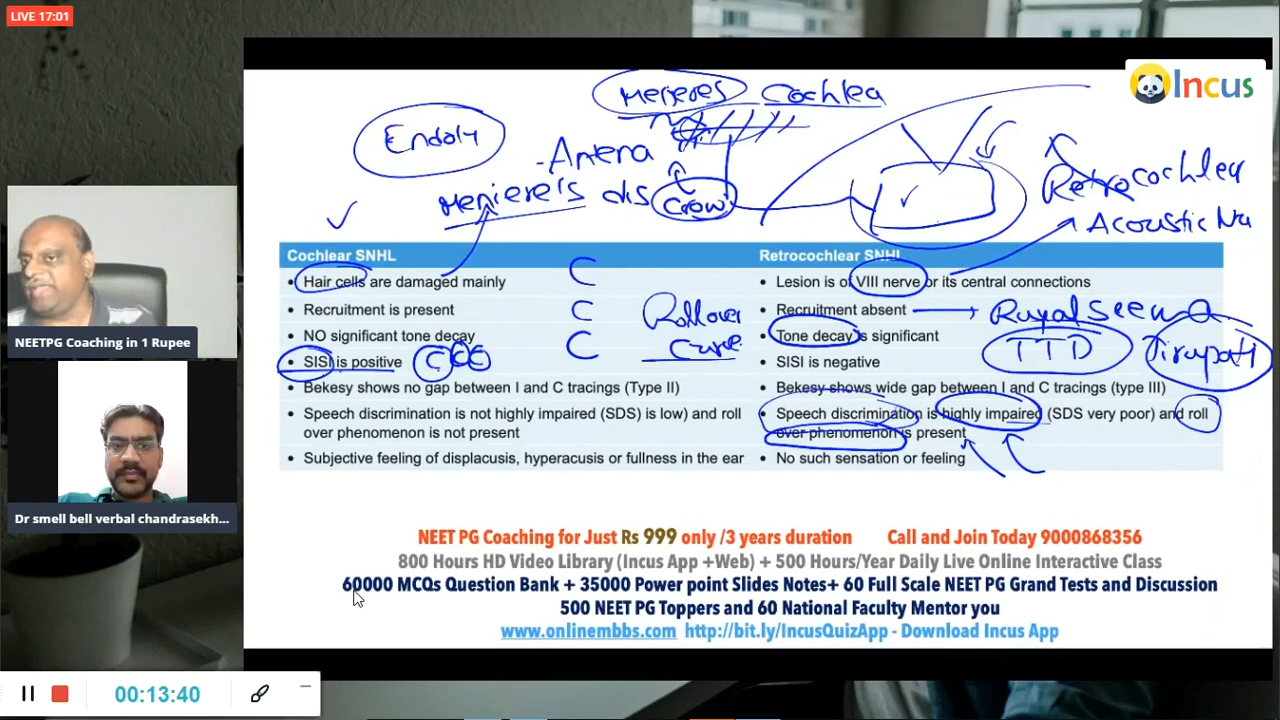 LIVE 17:01
Incus
Menieres Cochlea
Endoly
-Antena
Meniere's dis Crow
Retrocochlear
Acoustic Nu
Cochlear SNHL
Retrocochlear SNHL
• Hair cells are damaged mainly
C
• Lesion is of VIII nerve or its central connections
• Recruitment is present
C
Rollover
• Recruitment absent
Royalseema
• NO significant tone decay
C
Curve
• Tone decay is significant
TTD
Tirupati
• SISI is positive
C C C
• SISI is negative
• Bekesy shows no gap between I and C tracings (Type II)
• Bekesy shows wide gap between I and C tracings (type III)
• Speech discrimination is not highly impaired (SDS) is low) and roll
over phenomenon is not present
• Speech discrimination is highly impaired (SDS very poor) and roll
over phenomenon is present
• Subjective feeling of displacusis, hyperacusis or fullness in the ear
• No such sensation or feeling
NEETPG Coaching in 1 Rupee
Dr smell bell verbal chandrasekh...
NEET PG Coaching for Just Rs 999 only /3 years duration Call and Join Today 9000868356
800 Hours HD Video Library (Incus App +Web) + 500 Hours/Year Daily Live Online Interactive Class
60000 MCQs Question Bank + 35000 Power point Slides Notes+ 60 Full Scale NEET PG Grand Tests and Discussion
500 NEET PG Toppers and 60 National Faculty Mentor you
www.onlinembbs.com http://bit.ly/IncusQuizApp - Download Incus App
00:13:40